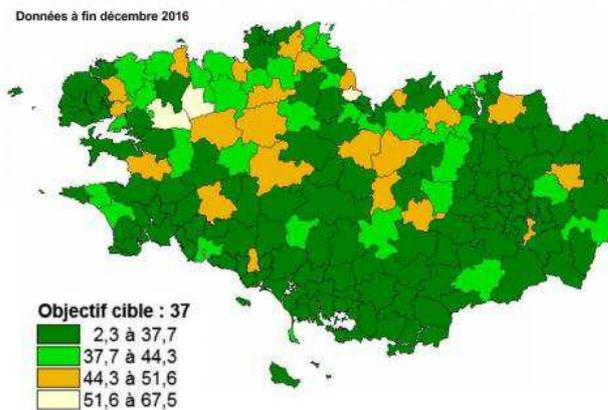 Données à fin décembre 2016
Objectif cible : 37
2,3 à 37,7
37,7 à 44,3
44,3 à 51,6
51,6 à 67,5